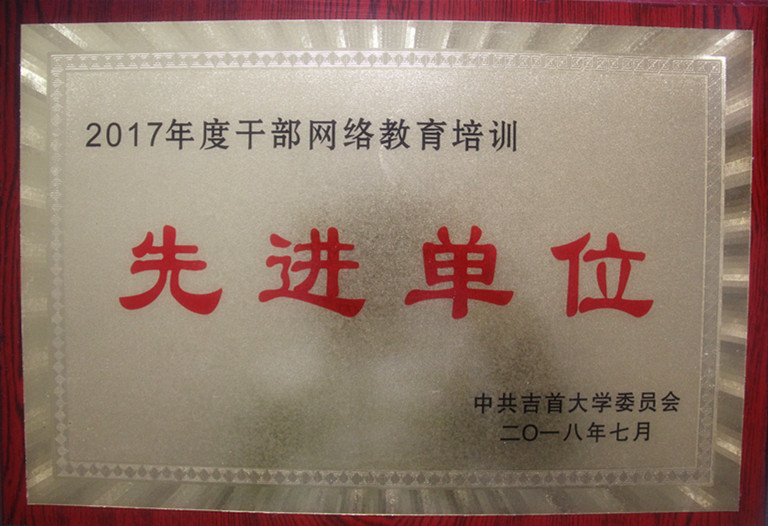 2017年度干部网络教育培训
先进单位
中共吉首大学委员会
二〇一八年七月